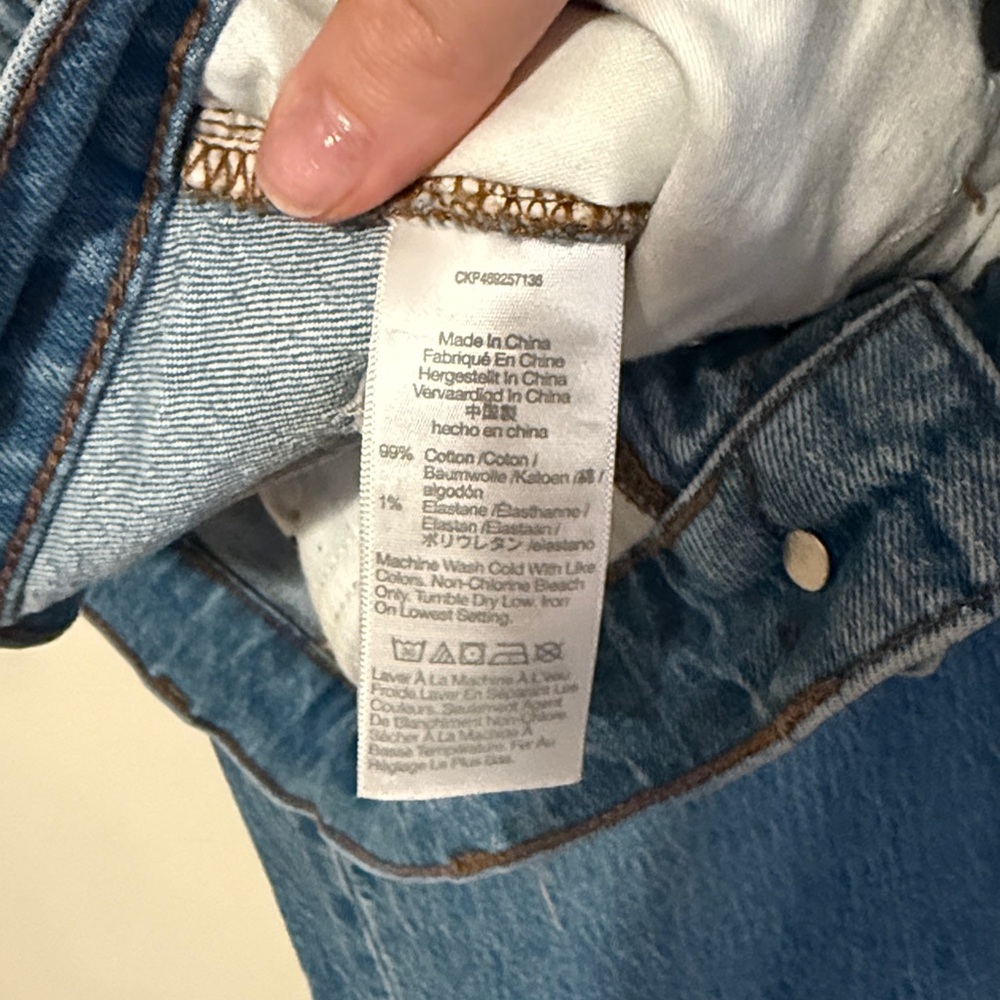 CKP469257136
Made In China
Fabriqué En Chine
Hergestellt In China
Vervaardigd In China
中国製
hecho en china
99% Cotton /Coton /
Baumwolle /Katoen /綿 /
algodón
1% Elastane /Élasthanne /
Elastan /Elastaan /
ポリウレタン /elastano
Machine Wash Cold With Like
Colors. Non-Chlorine Bleach
Only. Tumble Dry Low. Iron
On Lowest Setting.
Laver À La Machine À L'eau
Froide Laver En Séparant Les
Couleurs. Seulement Agent
De Blanchiment Non-Chlore.
Sécher À La Machine À
Basse Température. Fer Au
Réglage Le Plus Bas.